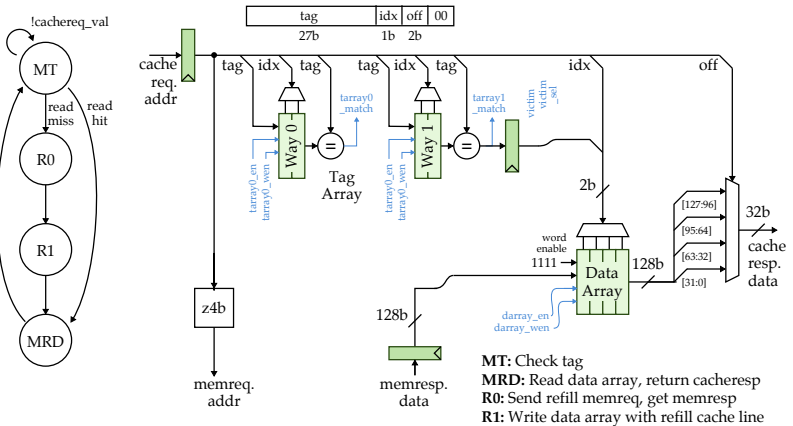 tag idx off 00
27b 1b 2b
!cachereq_val
MT
read
miss
read
hit
R0
R1
MRD
cache
req.
addr
tag idx tag tag idx tag idx off
Way 0
=
tarray0
_match
tarray0_en
tarray0_wen
Tag
Array
Way 1
=
tarray1
_match
tarray0_en
tarray0_wen
victim
victim
_sel
2b
word
enable
1111
Data
Array
darray_en
darray_wen
128b
[127:96]
[95:64]
[63:32]
[31:0]
32b
cache
resp.
data
z4b
memreq.
addr
128b
memresp.
data
MT: Check tag
MRD: Read data array, return cacheresp
R0: Send refill memreq, get memresp
R1: Write data array with refill cache line